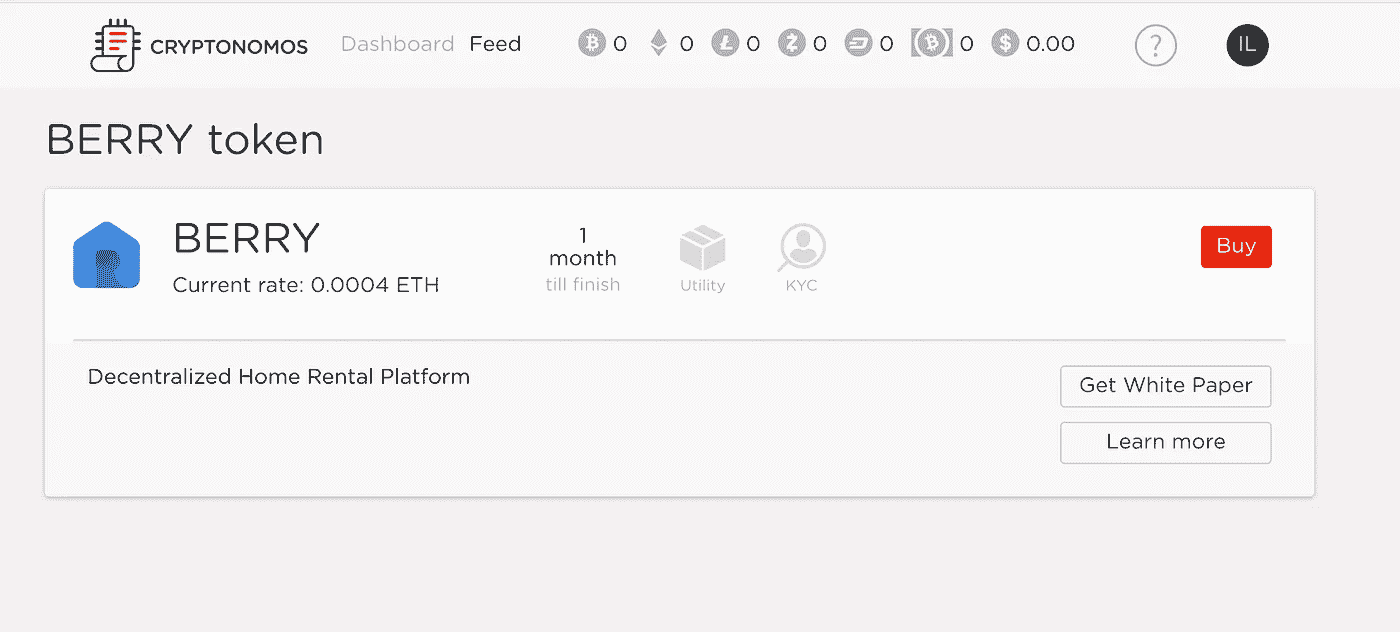 CRYPTONOMOS Dashboard Feed 0 0 0 0 0 0 0.00 ? IL
BERRY token
BERRY
Current rate: 0.0004 ETH
1
month
till finish
Utility
KYC
Buy
Decentralized Home Rental Platform
Get White Paper
Learn more